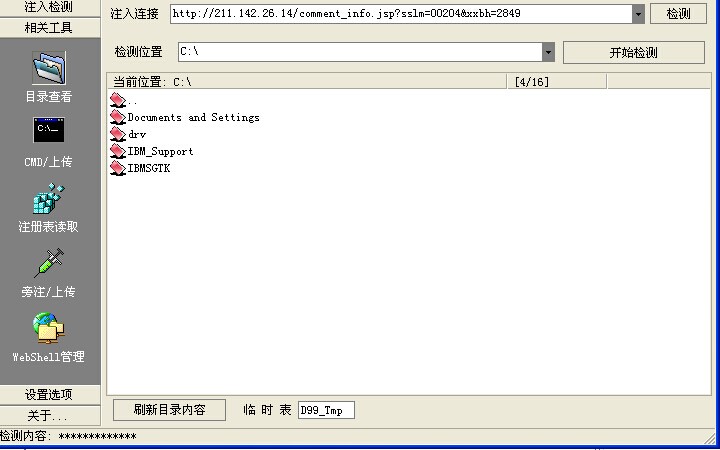 注入检测
相关工具
目录查看
CMD/上传
注册表读取
旁注/上传
WebShell管理
设置选项
关于...
注入连接 http://211.142.26.14/comment_info.jsp?sslm=00204&xxbh=2849 检测
检测位置 C:\ 开始检测
当前位置: C:\ [4/16]
..
Documents and Settings
drv
IBM_Support
IBMSGTK
刷新目录内容 临 时 表 D99_Tmp
检测内容: *************